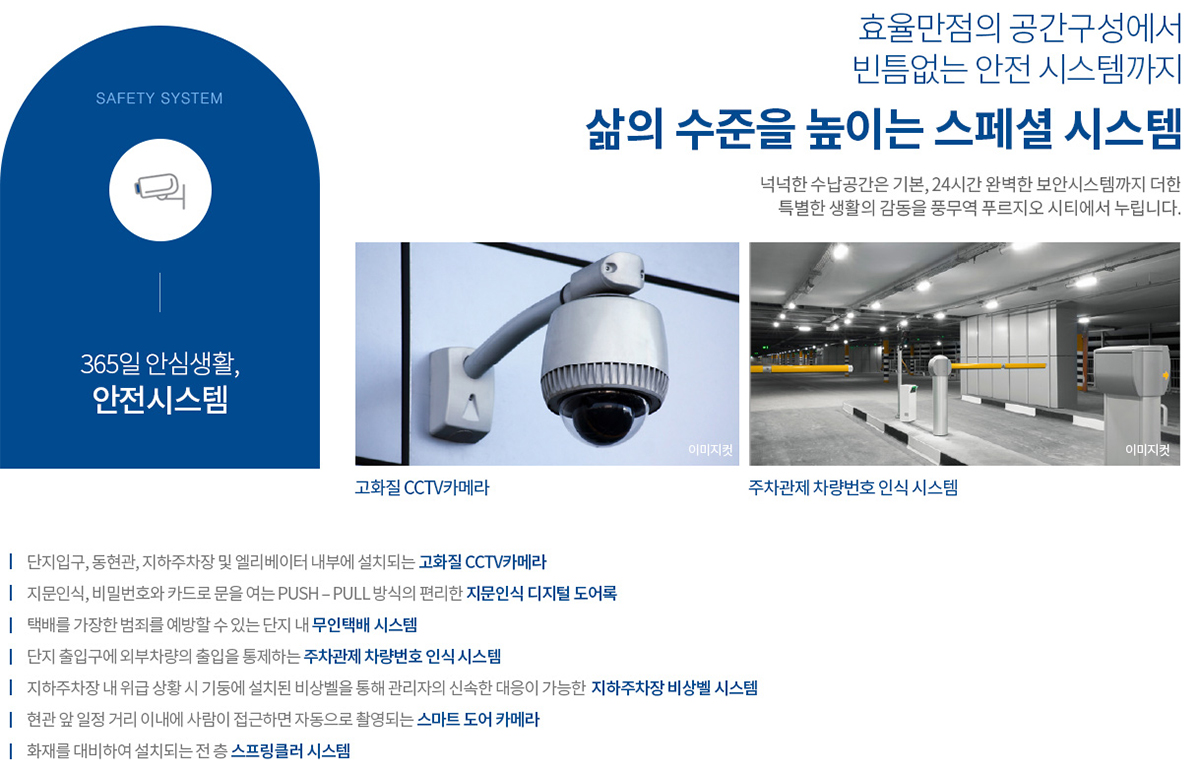 SAFETY SYSTEM
365일 안심생활,
안전시스템
효율만점의 공간구성에서
빈틈없는 안전 시스템까지
삶의 수준을 높이는 스페셜 시스템
넉넉한 수납공간은 기본, 24시간 완벽한 보안시스템까지 더한
특별한 생활의 감동을 풍무역 푸르지오 시티에서 누립니다.
이미지컷
이미지컷
고화질 CCTV카메라
주차관제 차량번호 인식 시스템
단지입구, 동현관, 지하주차장 및 엘리베이터 내부에 설치되는 고화질 CCTV카메라
지문인식, 비밀번호와 카드로 문을 여는 PUSH – PULL 방식의 편리한 지문인식 디지털 도어록
택배를 가장한 범죄를 예방할 수 있는 단지 내 무인택배 시스템
단지 출입구에 외부차량의 출입을 통제하는 주차관제 차량번호 인식 시스템
지하주차장 내 위급 상황 시 기둥에 설치된 비상벨을 통해 관리자의 신속한 대응이 가능한 지하주차장 비상벨 시스템
현관 앞 일정 거리 이내에 사람이 접근하면 자동으로 촬영되는 스마트 도어 카메라
화재를 대비하여 설치되는 전 층 스프링클러 시스템